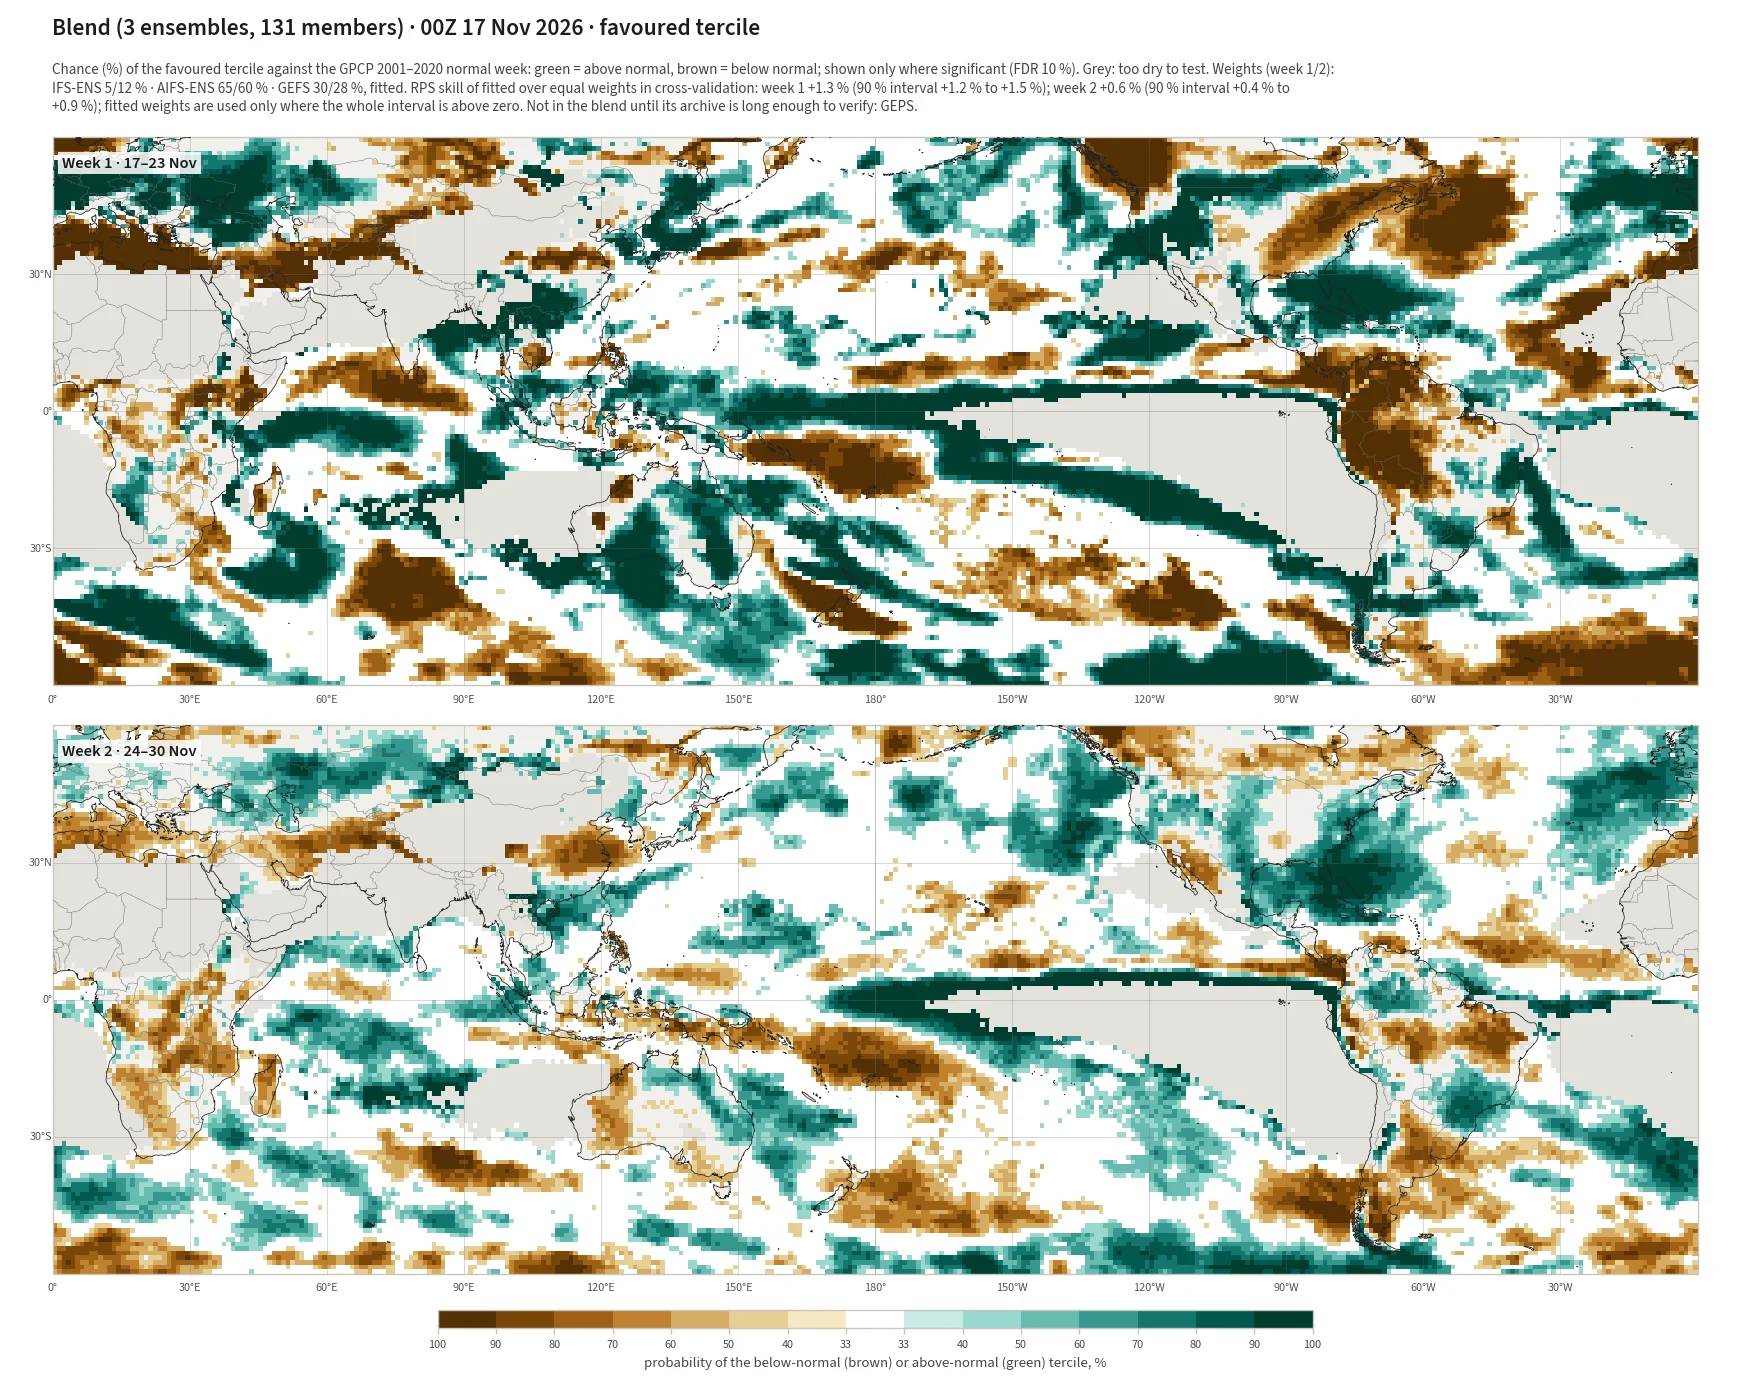 Blend (3 ensembles, 131 members) · 00Z 17 Nov 2026 · favoured tercile
Chance (%) of the favoured tercile against the GPCP 2001–2020 normal week: green = above normal, brown = below normal; shown only where significant (FDR 10 %). Grey: too dry to test. Weights (week 1/2):
IFS-ENS 5/12 % · AIFS-ENS 65/60 % · GEFS 30/28 %, fitted. RPS skill of fitted over equal weights in cross-validation: week 1 +1.3 % (90 % interval +1.2 % to +1.5 %); week 2 +0.6 % (90 % interval +0.4 % to
+0.9 %); fitted weights are used only where the whole interval is above zero. Not in the blend until its archive is long enough to verify: GEPS.
Week 1 · 17–23 Nov
30°N
0°
30°S
0° 30°E 60°E 90°E 120°E 150°E 180° 150°W 120°W 90°W 60°W 30°W
Week 2 · 24–30 Nov
30°N
0°
30°S
0° 30°E 60°E 90°E 120°E 150°E 180° 150°W 120°W 90°W 60°W 30°W
100 90 80 70 60 50 40 33 33 40 50 60 70 80 90 100
probability of the below-normal (brown) or above-normal (green) tercile, %